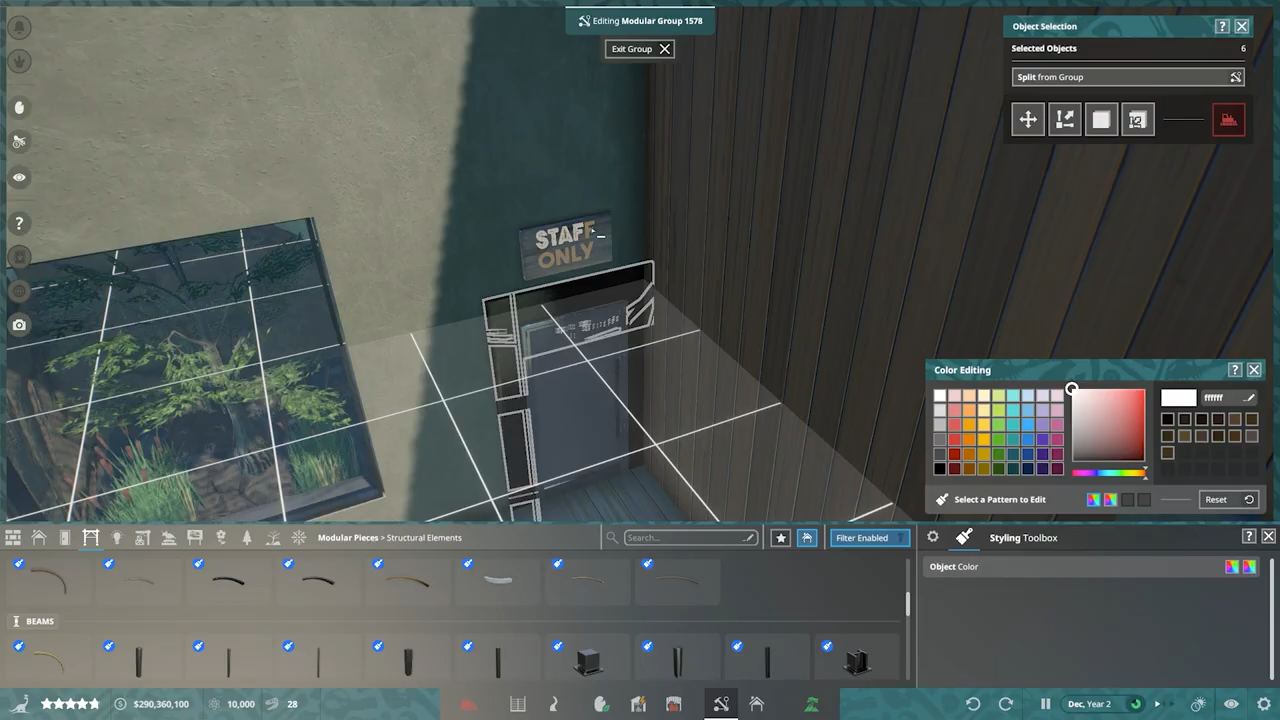 Editing Modular Group 1578
Exit Group
Object Selection
?
Selected Objects 6
Split from Group
?
STAFF
ONLY
Color Editing
?
ffffff
Select a Pattern to Edit
Reset
Modular Pieces > Structural Elements
Search...
Filter Enabled
Styling Toolbox
?
Object Color
BEAMS
$290,360,100
10,000
28
Dec, Year 2